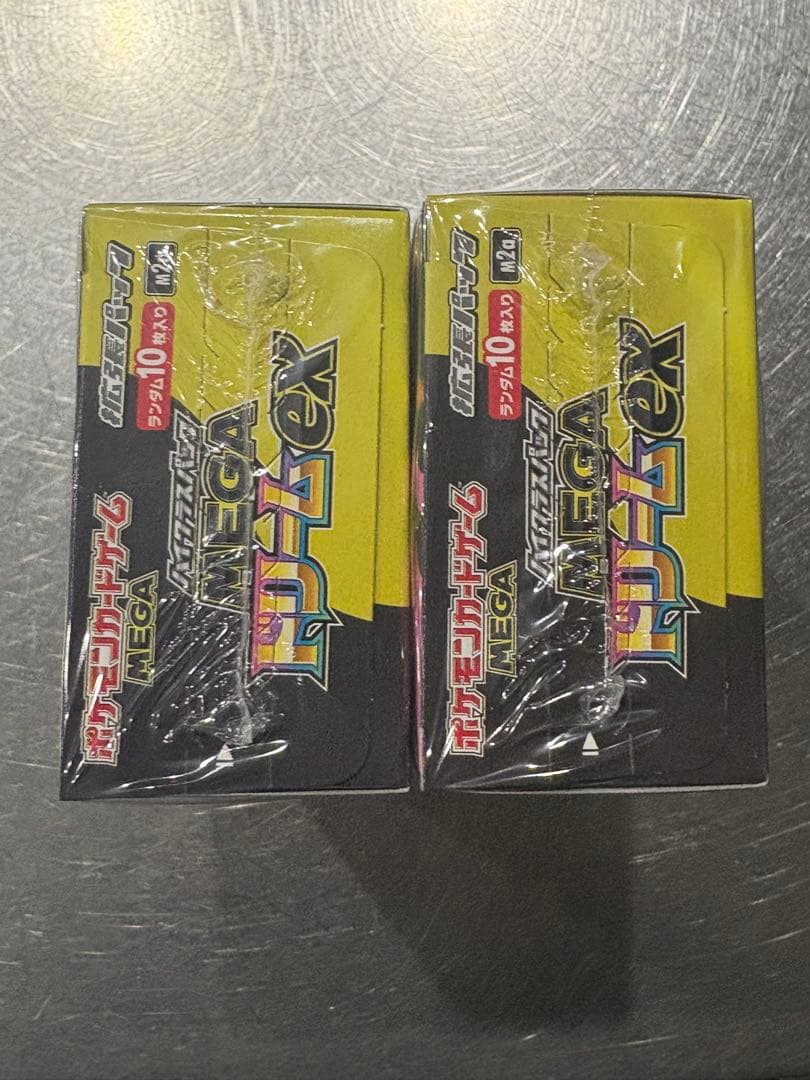 拡張パック
M2a
ランダム10枚入り
ポケモンカードゲーム
MEGA
ハイクラスパック
MEGA
ドリームex
拡張パック
M2a
ランダム10枚入り
ポケモンカードゲーム
MEGA
ハイクラスパック
MEGA
ドリームex